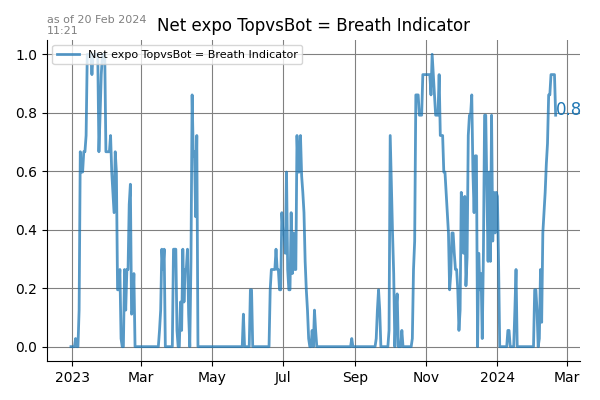 as of 20 Feb 2024
11:21
Net expo TopvsBot = Breath Indicator
Net expo TopvsBot = Breath Indicator
1.0
0.8
0.8
0.6
0.4
0.2
0.0
2023 Mar May Jul Sep Nov 2024 Mar